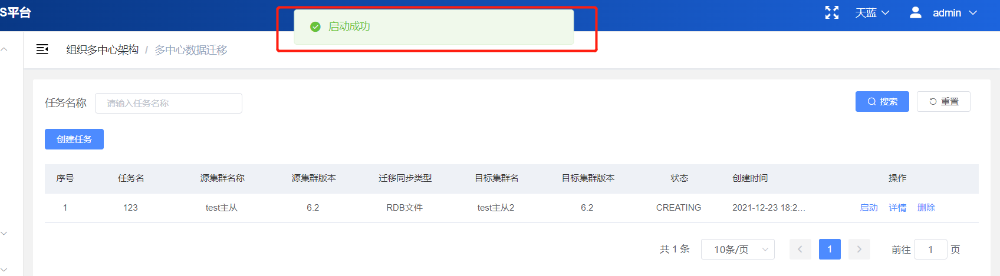 S平台
启动成功
天蓝
admin
组织多中心架构 / 多中心数据迁移
任务名称 请输入任务名称
搜索 重置
创建任务
序号 任务名 源集群名称 源集群版本 迁移同步类型 目标集群名 目标集群版本 状态 创建时间 操作
1 123 test主从 6.2 RDB文件 test主从2 6.2 CREATING 2021-12-23 18:2... 启动 详情 删除
共 1 条 10条/页 1 前往 1 页